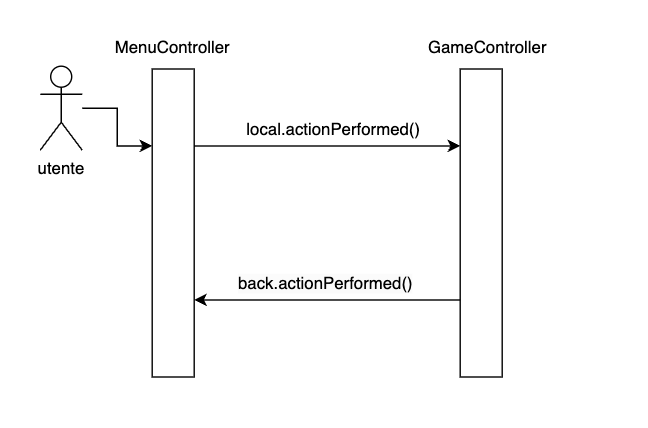 MenuController
GameController
local.actionPerformed()
utente
back.actionPerformed()